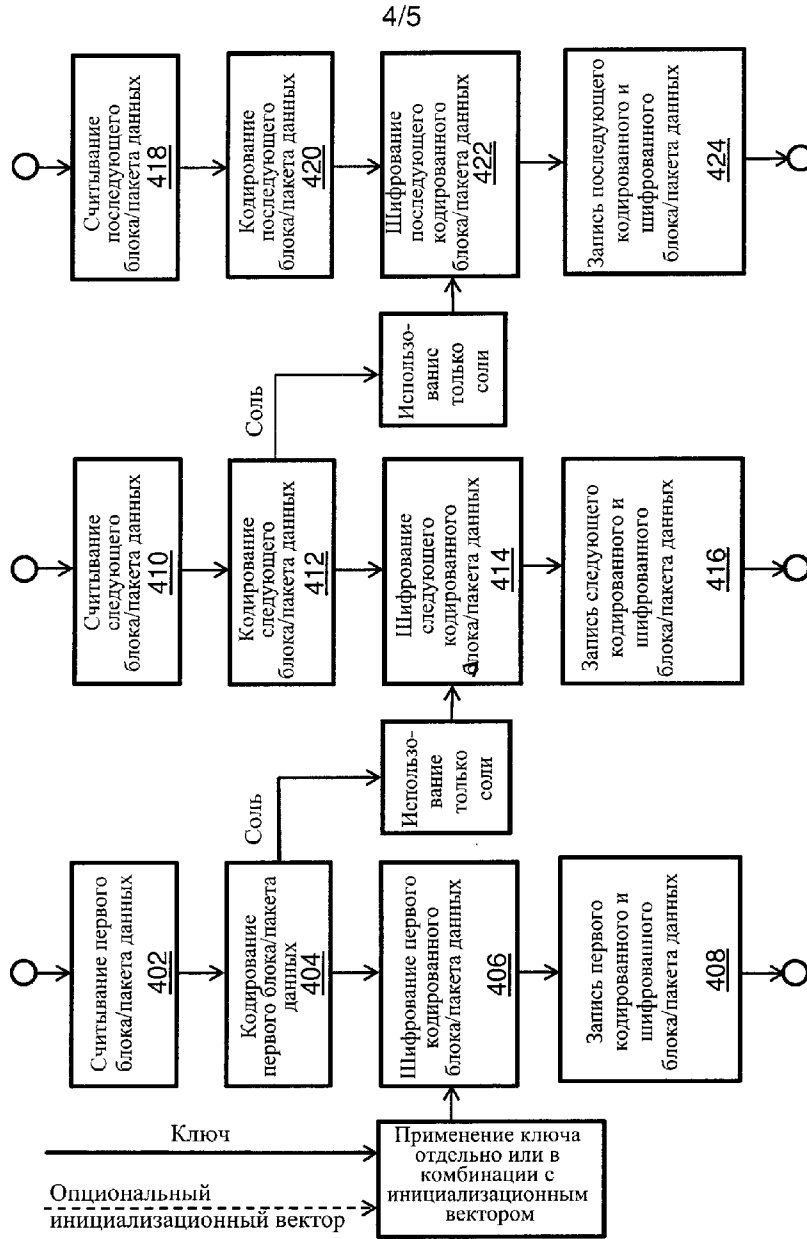 4/5
Считывание первого
блока/пакета данных
402
Кодирование
первого блока/пакета
данных
404
Соль
Шифрование первого
кодированного
блока/пакета данных
406
Запись первого
кодированного и
шифрованного
блока/пакета данных
408
Ключ
Опциональный
инициализационный вектор
Применение ключа
отдельно или в
комбинации с
инициализационным
вектором
Использо-
вание
только
соли
Считывание
следующего
блока/пакета данных
410
Кодирование
следующего
блока/пакета данных
412
Соль
Шифрование
следующего
кодированного
блока/пакета данных
414
Запись следующего
кодированного и
шифрованного
блока/пакета данных
416
Использо-
вание
только
соли
Считывание
последующего
блока/пакета данных
418
Кодирование
последующего
блока/пакета данных
420
Шифрование
последующего
кодированного
блока/пакета данных
422
Запись последующего
кодированного и
шифрованного
блока/пакета данных
424